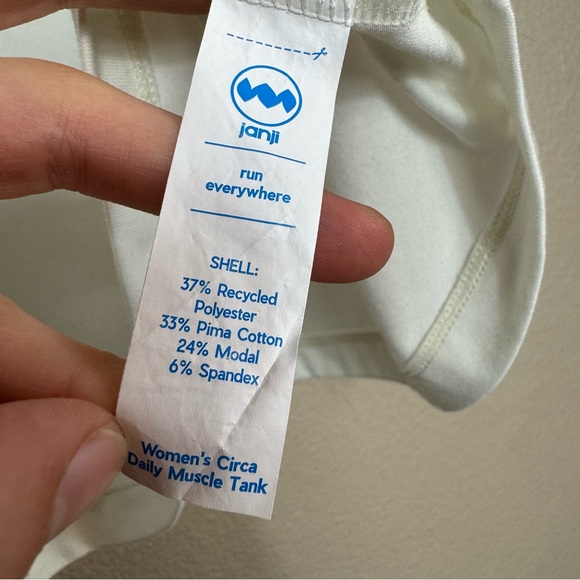 janji
run
everywhere
SHELL:
37% Recycled
Polyester
33% Pima Cotton
24% Modal
6% Spandex
Women's Circa
Daily Muscle Tank